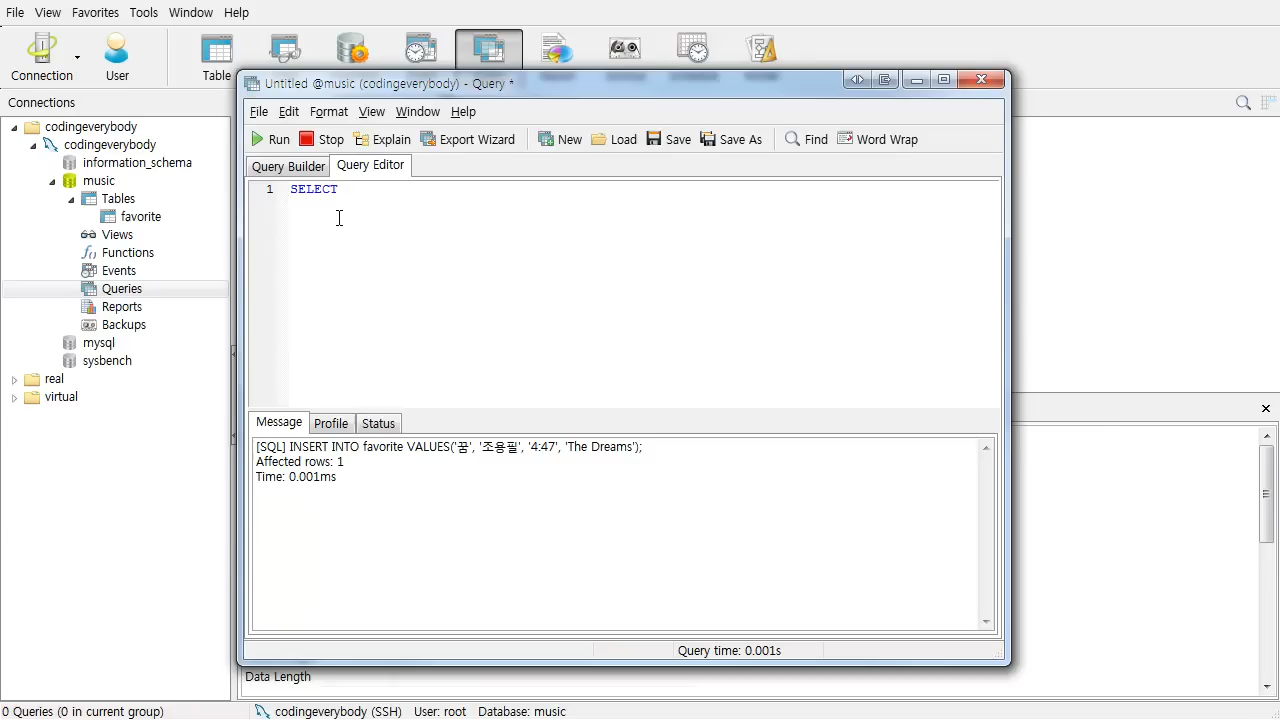 File View Favorites Tools Window Help
Connection User Table
Connections
codingeverybody
codingeverybody
information_schema
music
Tables
favorite
Views
Functions
Events
Queries
Reports
Backups
mysql
sysbench
real
virtual
Untitled @music (codingeverybody) - Query *
File Edit Format View Window Help
Run Stop Explain Export Wizard New Load Save Save As Find Word Wrap
Query Builder Query Editor
1 SELECT
Message Profile Status
[SQL] INSERT INTO favorite VALUES('꿈', '조용필', '4:47', 'The Dreams');
Affected rows: 1
Time: 0.001ms
Query time: 0.001s
Data Length
0 Queries (0 in current group) codingeverybody (SSH) User: root Database: music